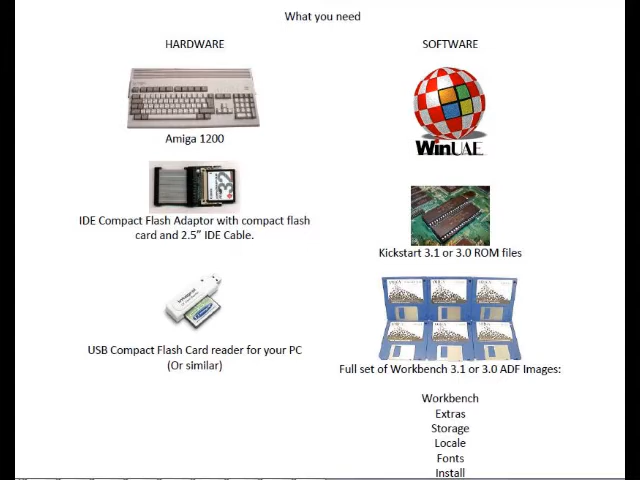 What you need
HARDWARE
SOFTWARE
Amiga 1200
WinUAE
IDE Compact Flash Adaptor with compact flash
card and 2.5" IDE Cable.
Kickstart 3.1 or 3.0 ROM files
USB Compact Flash Card reader for your PC
(Or similar)
Full set of Workbench 3.1 or 3.0 ADF Images:
Workbench
Extras
Storage
Locale
Fonts
Install